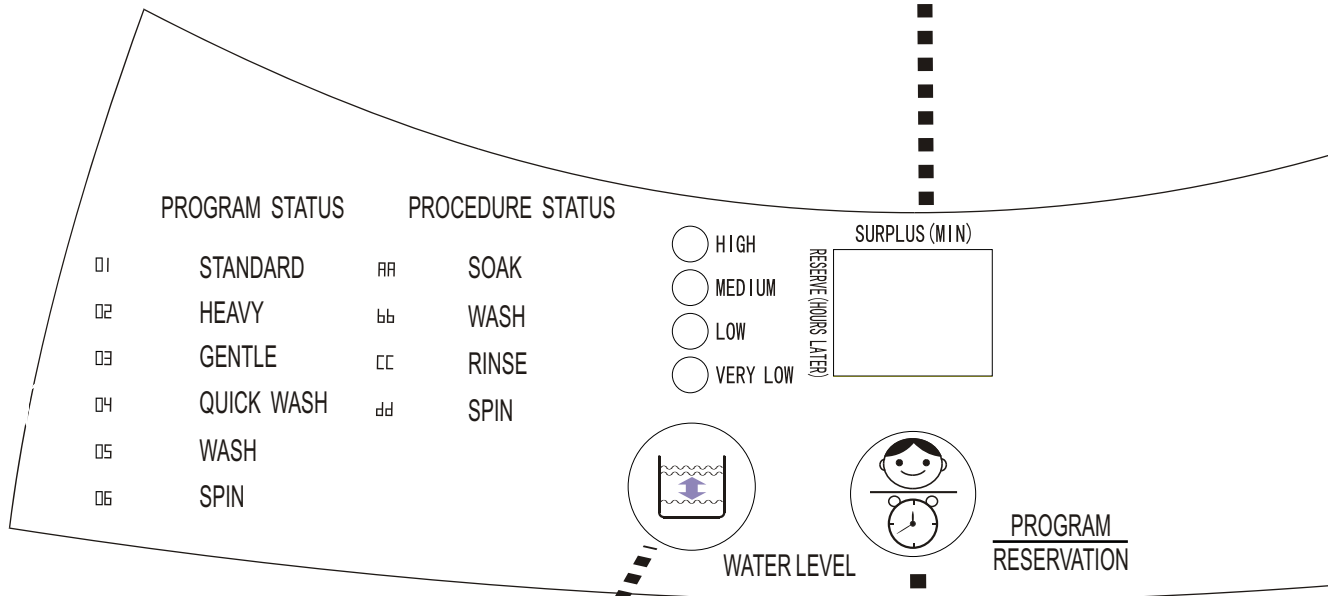 PROGRAM STATUS PROCEDURE STATUS
01 STANDARD AA SOAK
02 HEAVY bb WASH
03 GENTLE CC RINSE
04 QUICK WASH dd SPIN
05 WASH
06 SPIN
HIGH
MEDIUM
LOW
VERY LOW
SURPLUS(MIN)
RESERVE(HOURS LATER)
WATER LEVEL
PROGRAM
RESERVATION